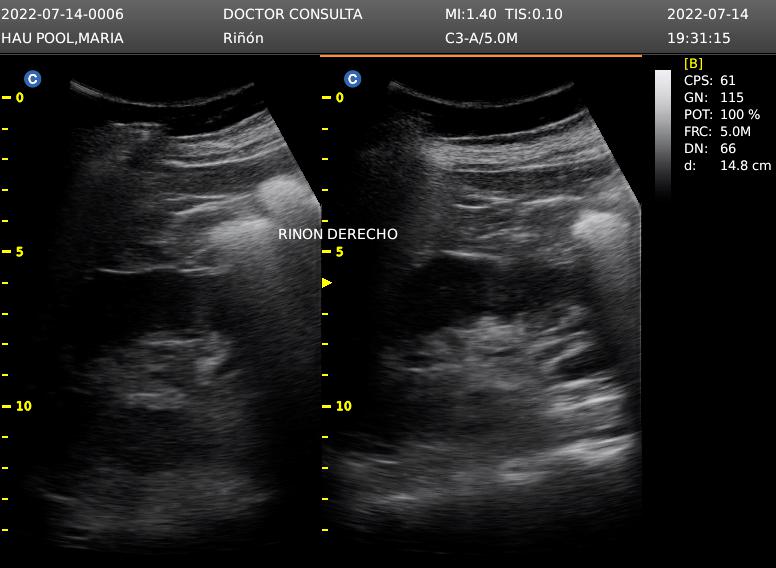 2022-07-14-0006 DOCTOR CONSULTA MI:1.40 TIS:0.10 2022-07-14
HAU POOL,MARIA Riñón C3-A/5.0M 19:31:15
C C [B]
0 0 CPS: 61
GN: 115
POT: 100 %
FRC: 5.0M
DN: 66
d: 14.8 cm
RINON DERECHO
5 5
10 10